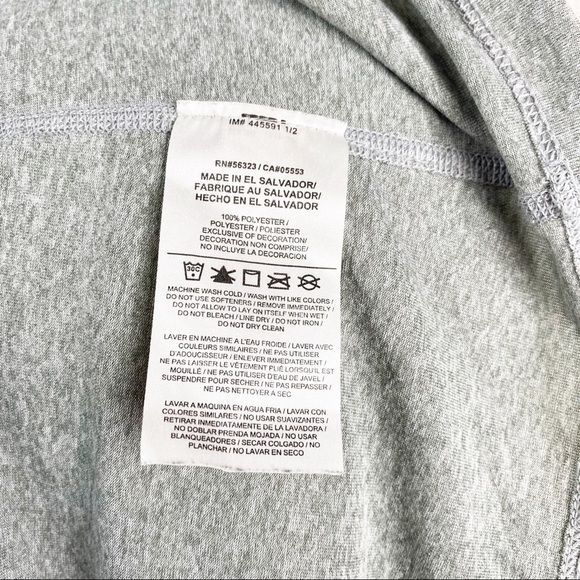 IM# 445591 1/2
RN#56323 / CA#05553
MADE IN EL SALVADOR/
FABRIQUE AU SALVADOR/
HECHO EN EL SALVADOR
100% POLYESTER /
POLYESTER / POLIESTER
EXCLUSIVE OF DECORATION/
DECORATION NON COMPRISE/
NO INCLUYE LA DECORACION
30C
MACHINE WASH COLD / WASH WITH LIKE COLORS /
DO NOT USE SOFTENERS / REMOVE IMMEDIATELY /
DO NOT ALLOW TO LAY ON ITSELF WHEN WET /
DO NOT BLEACH / LINE DRY / DO NOT IRON /
DO NOT DRY CLEAN
LAVER EN MACHINE A L'EAU FROIDE / LAVER AVEC
COULEURS SIMILAIRES / NE PAS UTILISER
D'ADOUCISSEUR / ENLEVER IMMEDIATEMENT /
NE PAS LAISSER LE VÊTEMENT PLIÉ LORSQU'IL EST
MOUILLÉ / NE PAS UTILISER D'EAU DE JAVEL /
SUSPENDRE POUR SECHER / NE PAS REPASSER /
NE PAS NETTOYER A SEC
LAVAR A MAQUINA EN AGUA FRIA / LAVAR CON
COLORES SIMILARES / NO USAR SUAVIZANTES /
RETIRAR IMMEDIATAMENTE DE LA LAVADORA /
NO DOBLAR PRENDA MOJADA / NO USAR
BLANQUEADORES / SECAR COLGADO / NO
PLANCHAR / NO LAVAR EN SECO